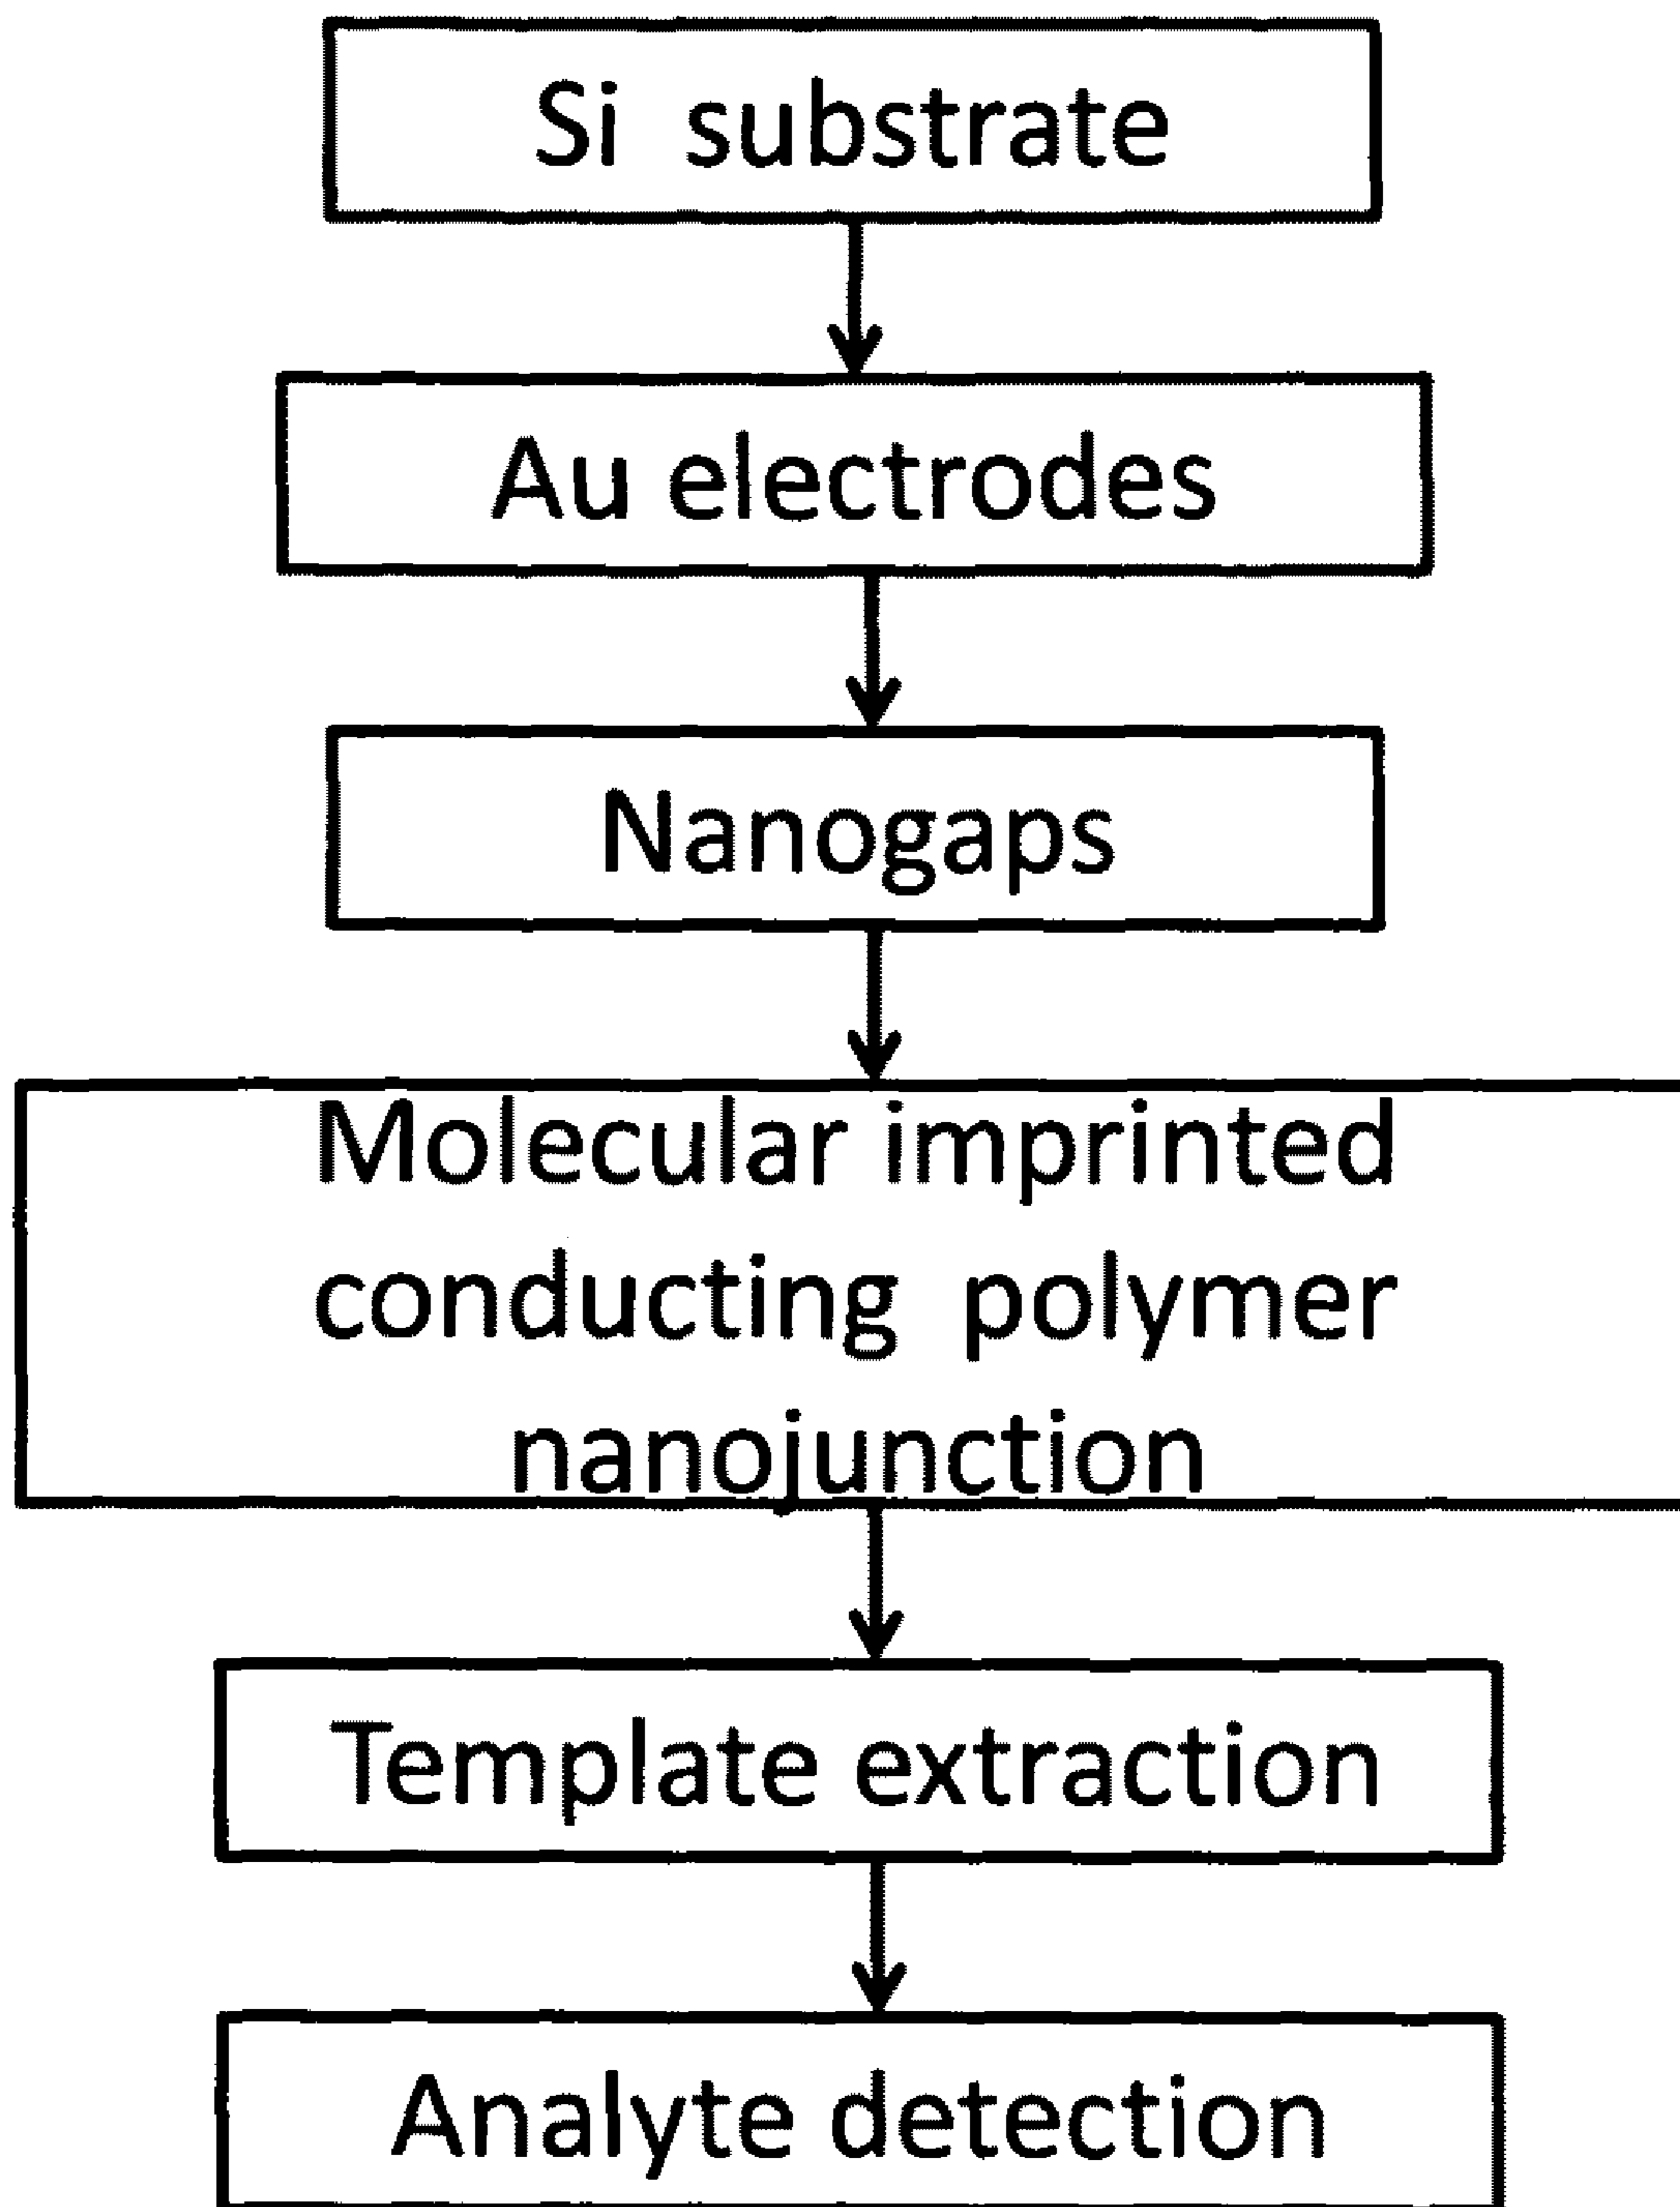 Si substrate
Au electrodes
Nanogaps
Molecular imprinted
conducting polymer
nanojunction
Template extraction
Analyte detection